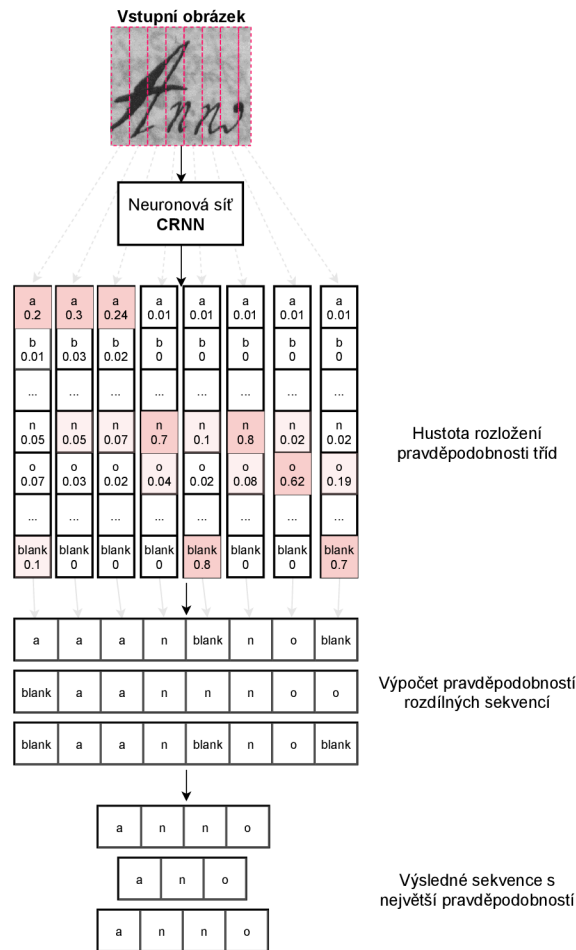 Vstupní obrázek
Anno
Neuronová síť
CRNN
a a a a a a a a
0.2 0.3 0.24 0.01 0.01 0.01 0.01 0.01
b b b b b b b b
0.01 0.03 0.02 0 0 0 0 0
... ... ... ... ... ... ... ...
n n n n n n n n
0.05 0.05 0.07 0.7 0.1 0.8 0.02 0.02
o o o o o o o o
0.07 0.03 0.02 0.04 0.02 0.08 0.62 0.19
... ... ... ... ... ... ... ...
blank blank blank blank blank blank blank blank
0.1 0 0 0 0.8 0 0 0.7
Hustota rozložení
pravděpodobnosti tříd
a a a n blank n o blank
blank a a n n n o o
blank a a n blank n o blank
Výpočet pravděpodobností
rozdílných sekvencí
a n n o
a n o
a n n o
Výsledné sekvence s
největší pravděpodobností